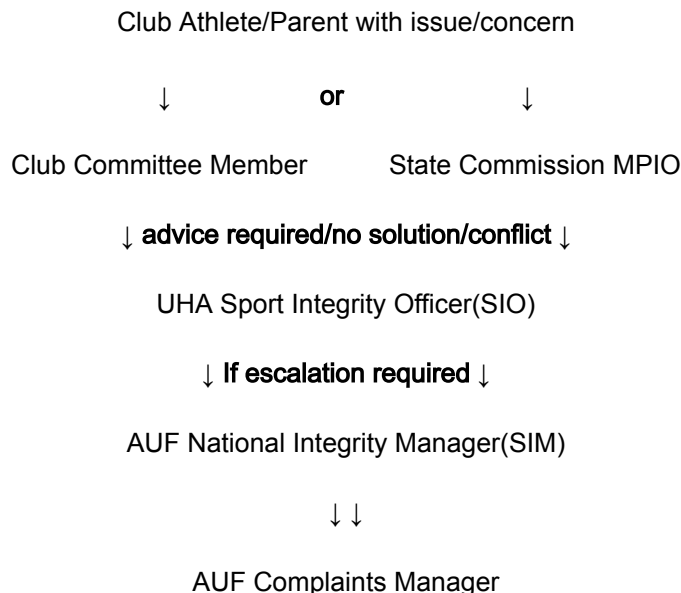 Club Athlete/Parent with issue/concern
↓ or ↓
Club Committee Member State Commission MPIO
↓ advice required/no solution/conflict ↓
UHA Sport Integrity Officer(SIO)
↓ If escalation required ↓
AUF National Integrity Manager(SIM)
↓ ↓
AUF Complaints Manager